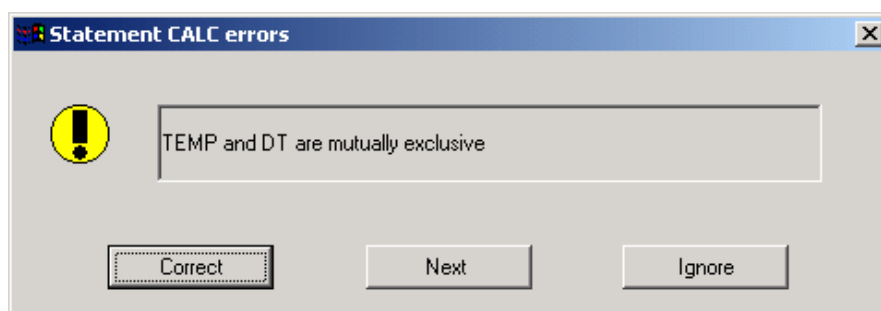 Statement CALC errors
TEMP and DT are mutually exclusive
Correct
Next
Ignore